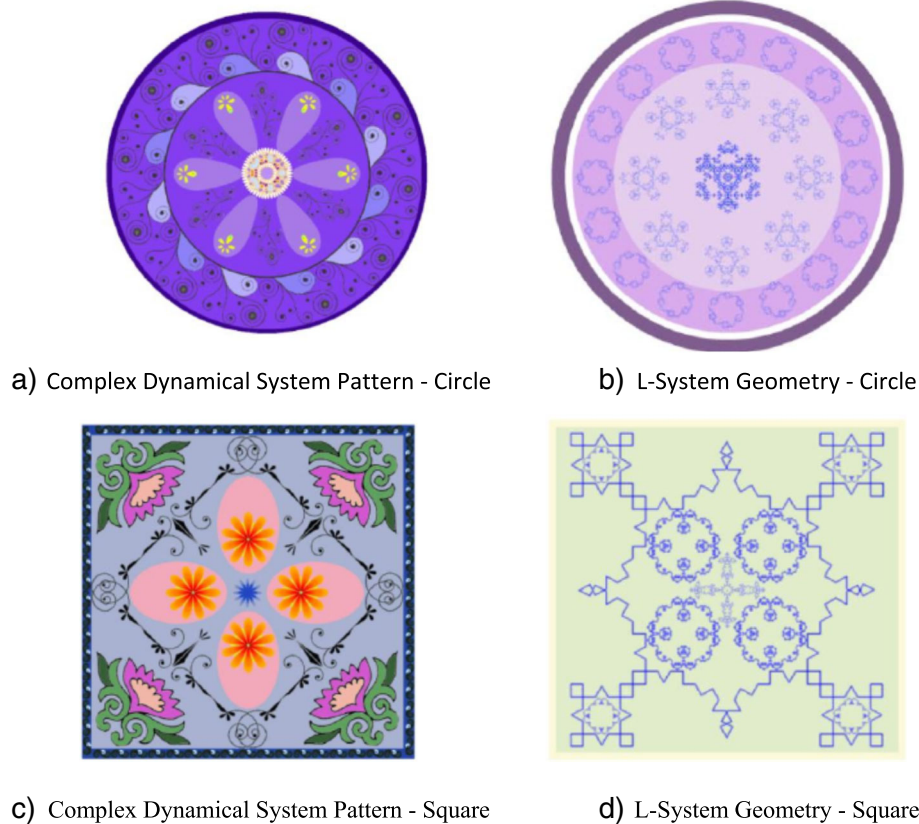 a) Complex Dynamical System Pattern - Circle
b) L-System Geometry - Circle
c) Complex Dynamical System Pattern - Square
d) L-System Geometry - Square